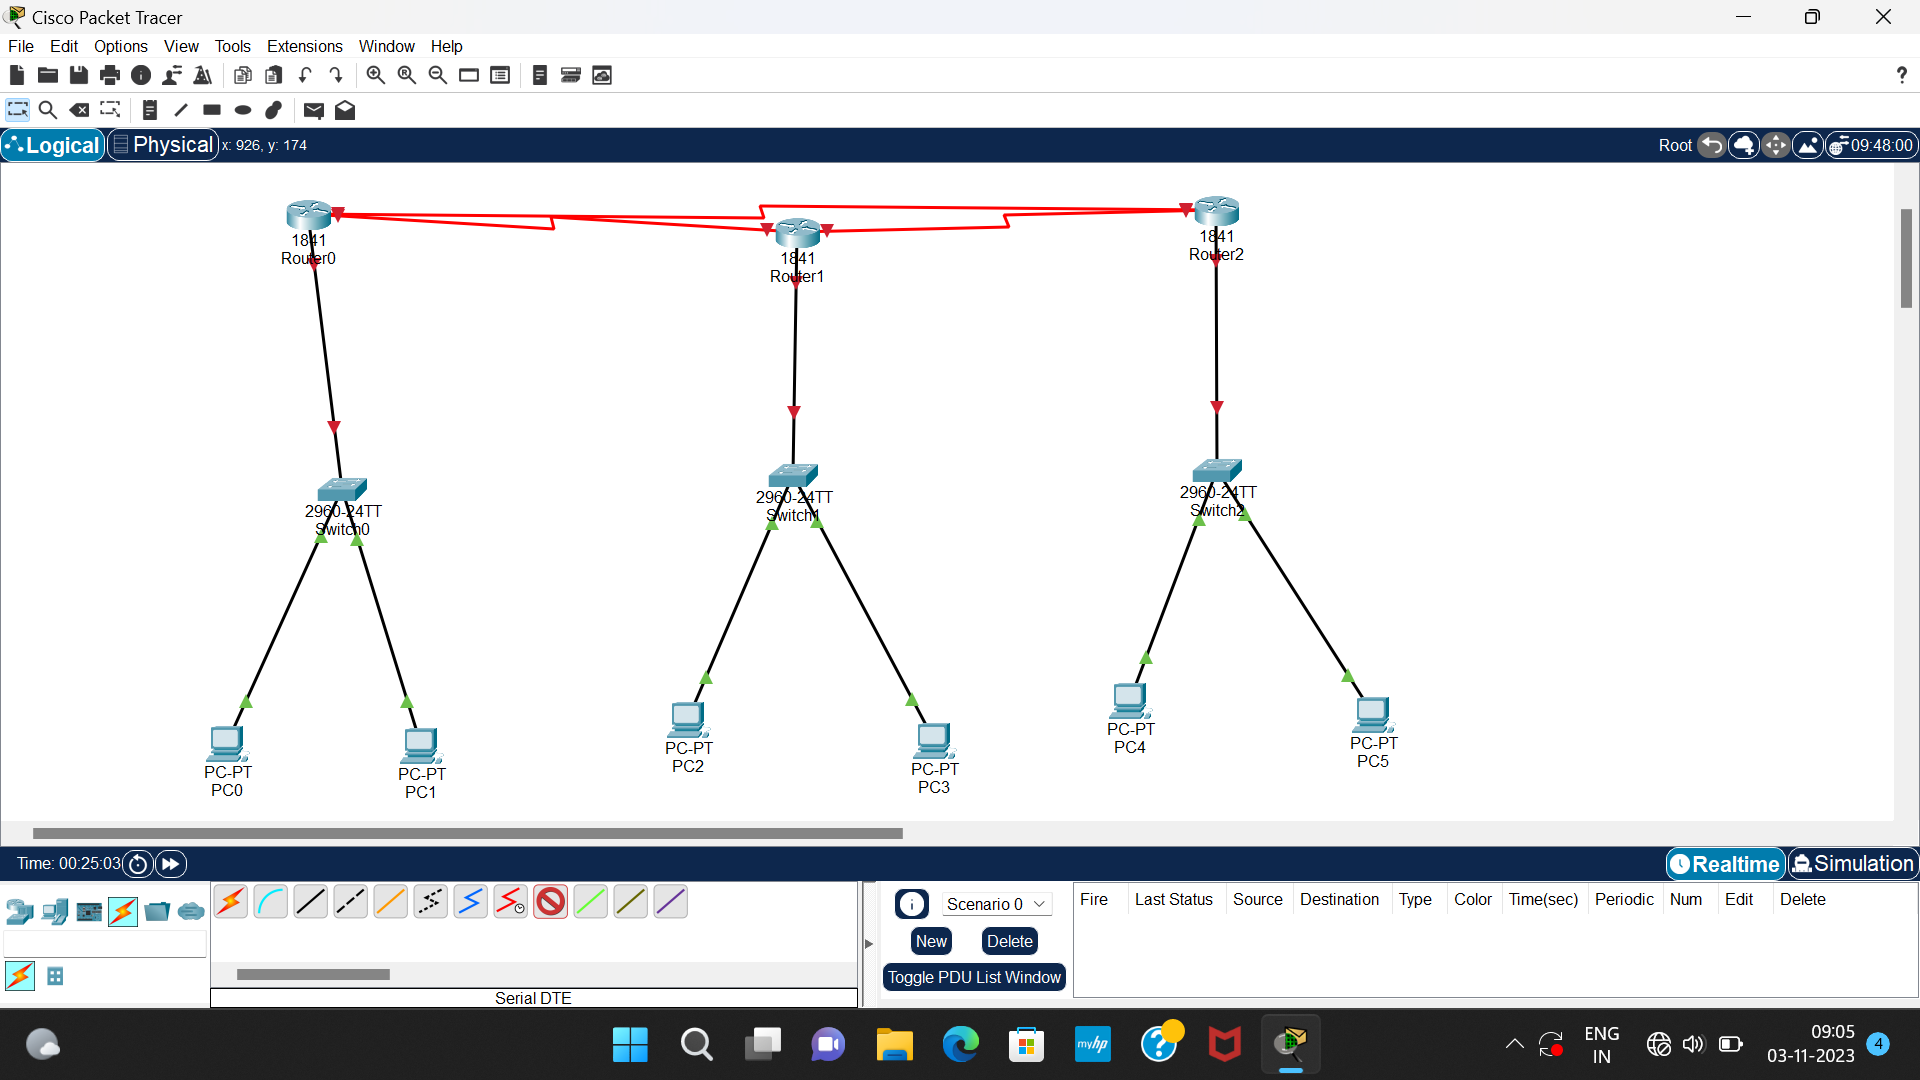 Cisco Packet Tracer
File Edit Options View Tools Extensions Window Help
?
Logical Physical x: 926, y: 174 Root 09:48:00
1841
Router0
1841
Router1
1841
Router2
2960-24TT
Switch0
2960-24TT
Switch1
2960-24TT
Switch2
PC-PT
PC0
PC-PT
PC1
PC-PT
PC2
PC-PT
PC3
PC-PT
PC4
PC-PT
PC5
Time: 00:25:03 Realtime Simulation
Scenario 0
New Delete
Toggle PDU List Window
Fire Last Status Source Destination Type Color Time(sec) Periodic Num Edit Delete
Serial DTE
myhp
ENG
IN
09:05
03-11-2023
4